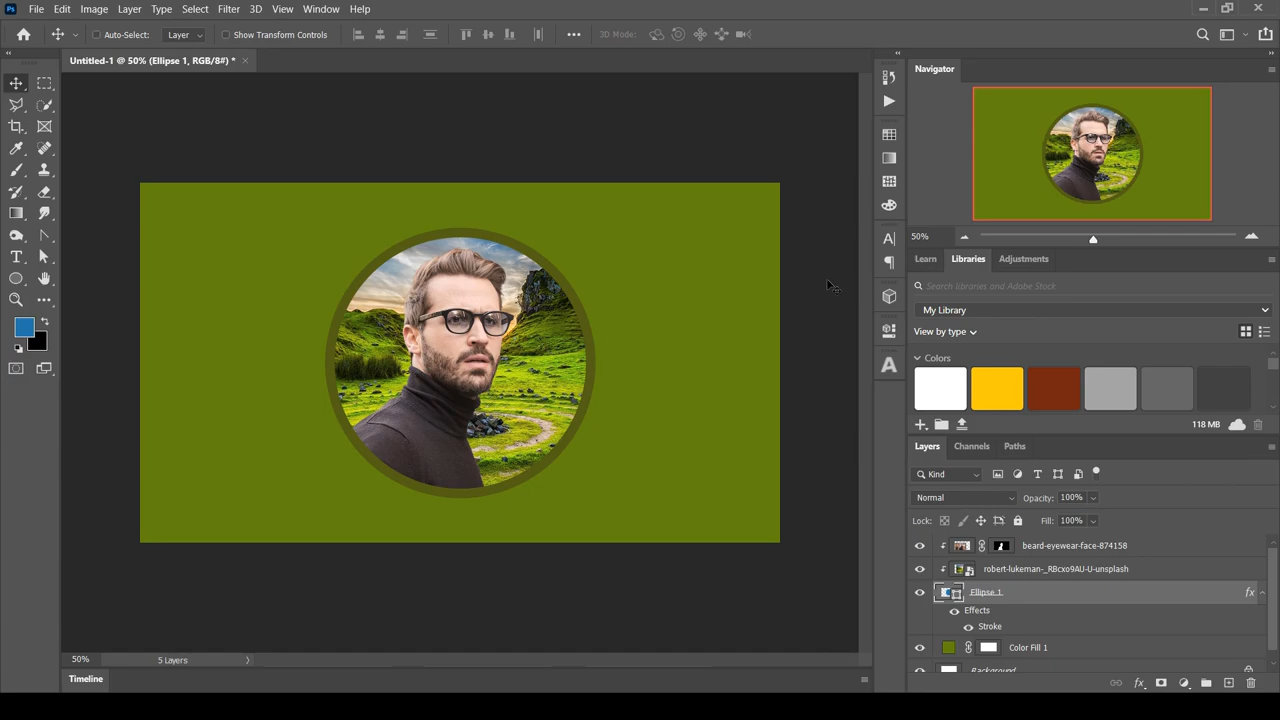 Ps File Edit Image Layer Type Select Filter 3D View Window Help
Auto-Select: Layer Show Transform Controls 3D Mode:
Untitled-1 @ 50% (Ellipse 1, RGB/8#) *
Navigator
50%
Learn Libraries Adjustments
Search libraries and Adobe Stock
My Library
View by type
Colors
118 MB
Layers Channels Paths
Kind
Normal Opacity: 100%
Lock: Fill: 100%
beard-eyewear-face-874158
robert-lukeman-_RBcxo9AU-U-unsplash
Ellipse 1 fx
Effects
Stroke
Color Fill 1
Background
50% 5 Layers
Timeline
fx